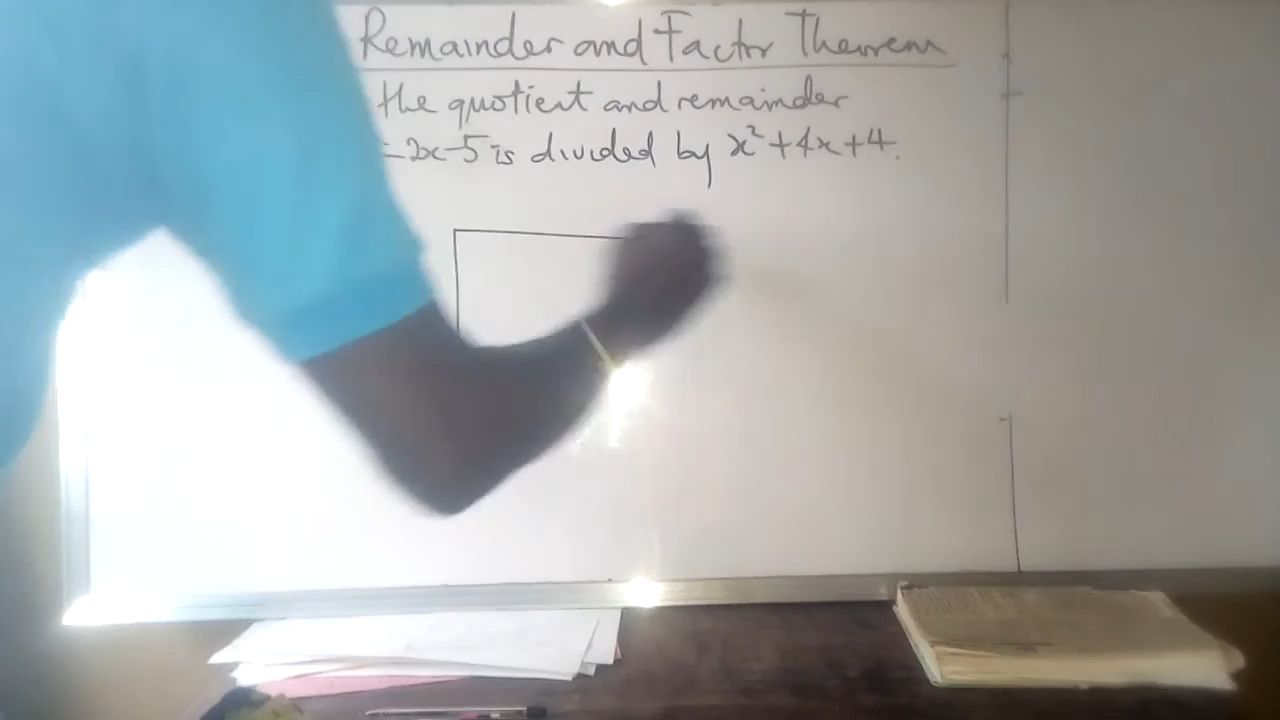 Remainder and Factor Theorem
the quotient and remainder
-2x-5 is divided by x²+4x+4.